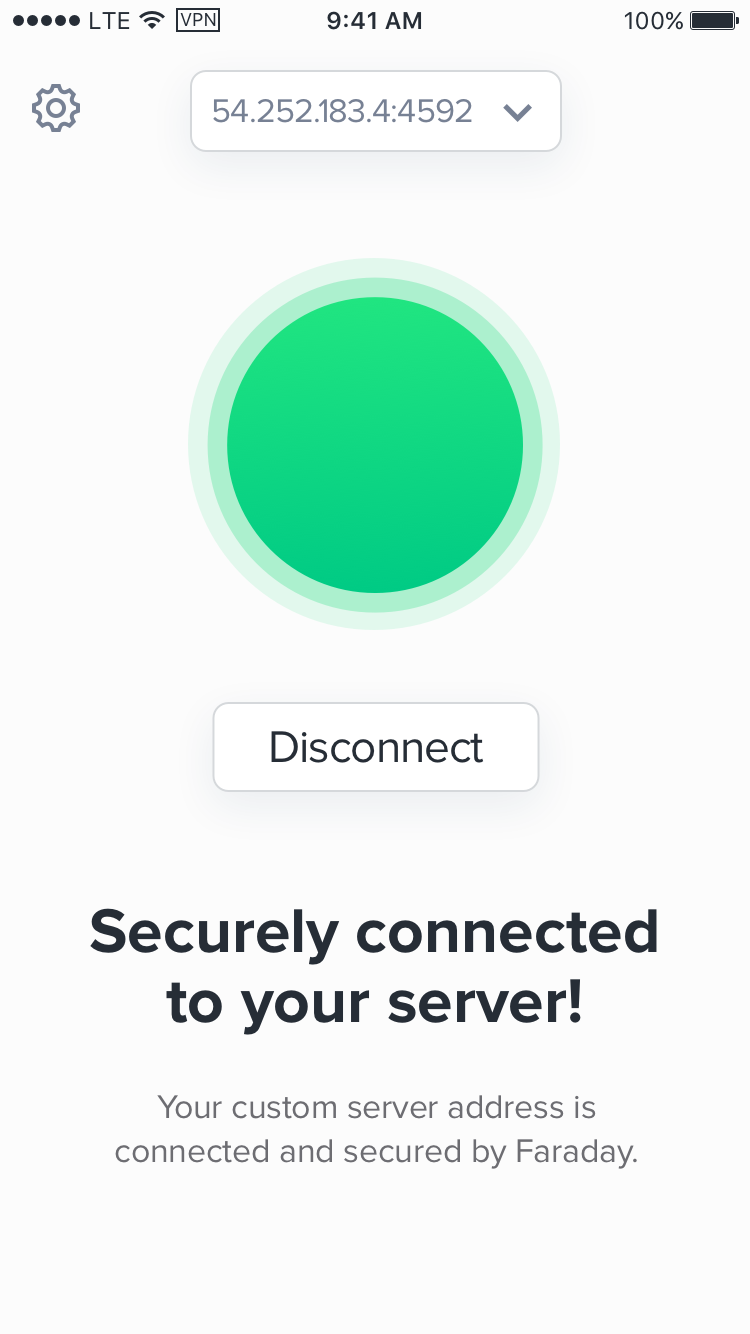 LTE VPN 9:41 AM 100%
54.252.183.4:4592
Disconnect
Securely connected
to your server!
Your custom server address is
connected and secured by Faraday.